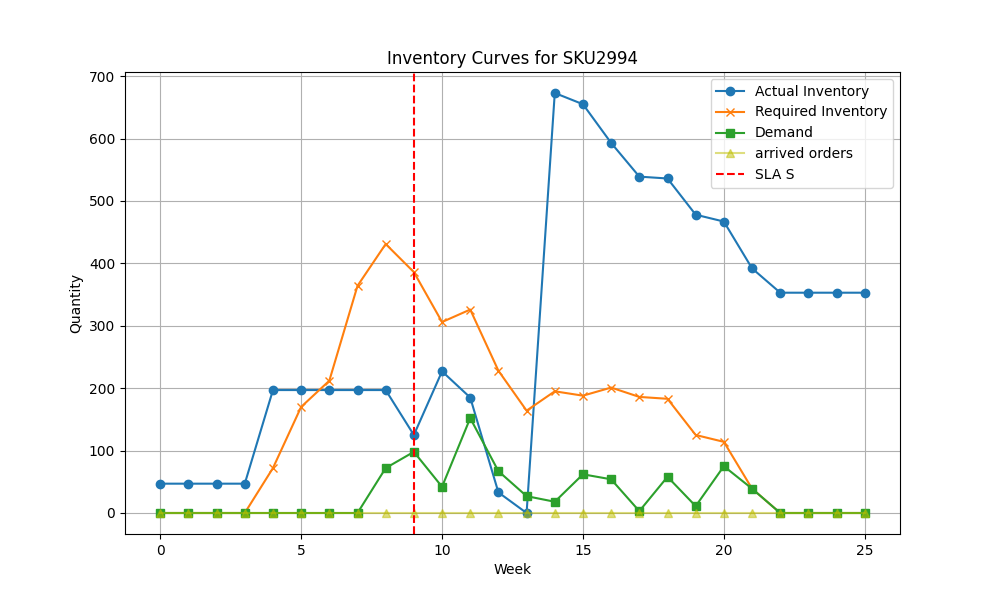 Inventory Curves for SKU2994
Actual Inventory
Required Inventory
Demand
arrived orders
SLA S
Quantity
700
600
500
400
300
200
100
0
0 5 10 15 20 25
Week